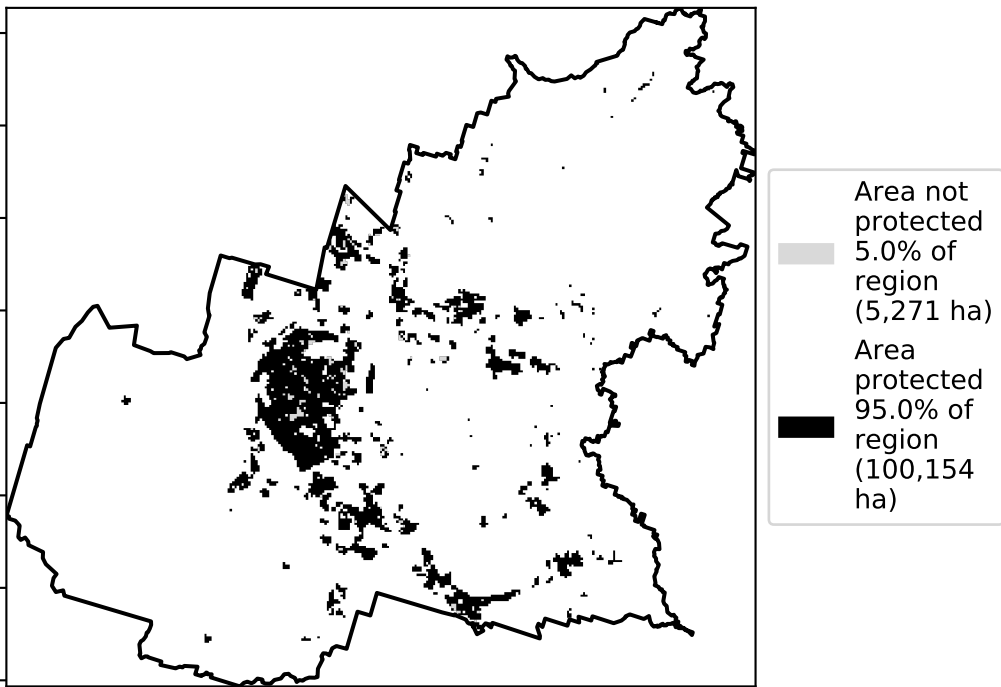 Area not
protected
5.0% of
region
(5,271 ha)
Area
protected
95.0% of
region
(100,154
ha)